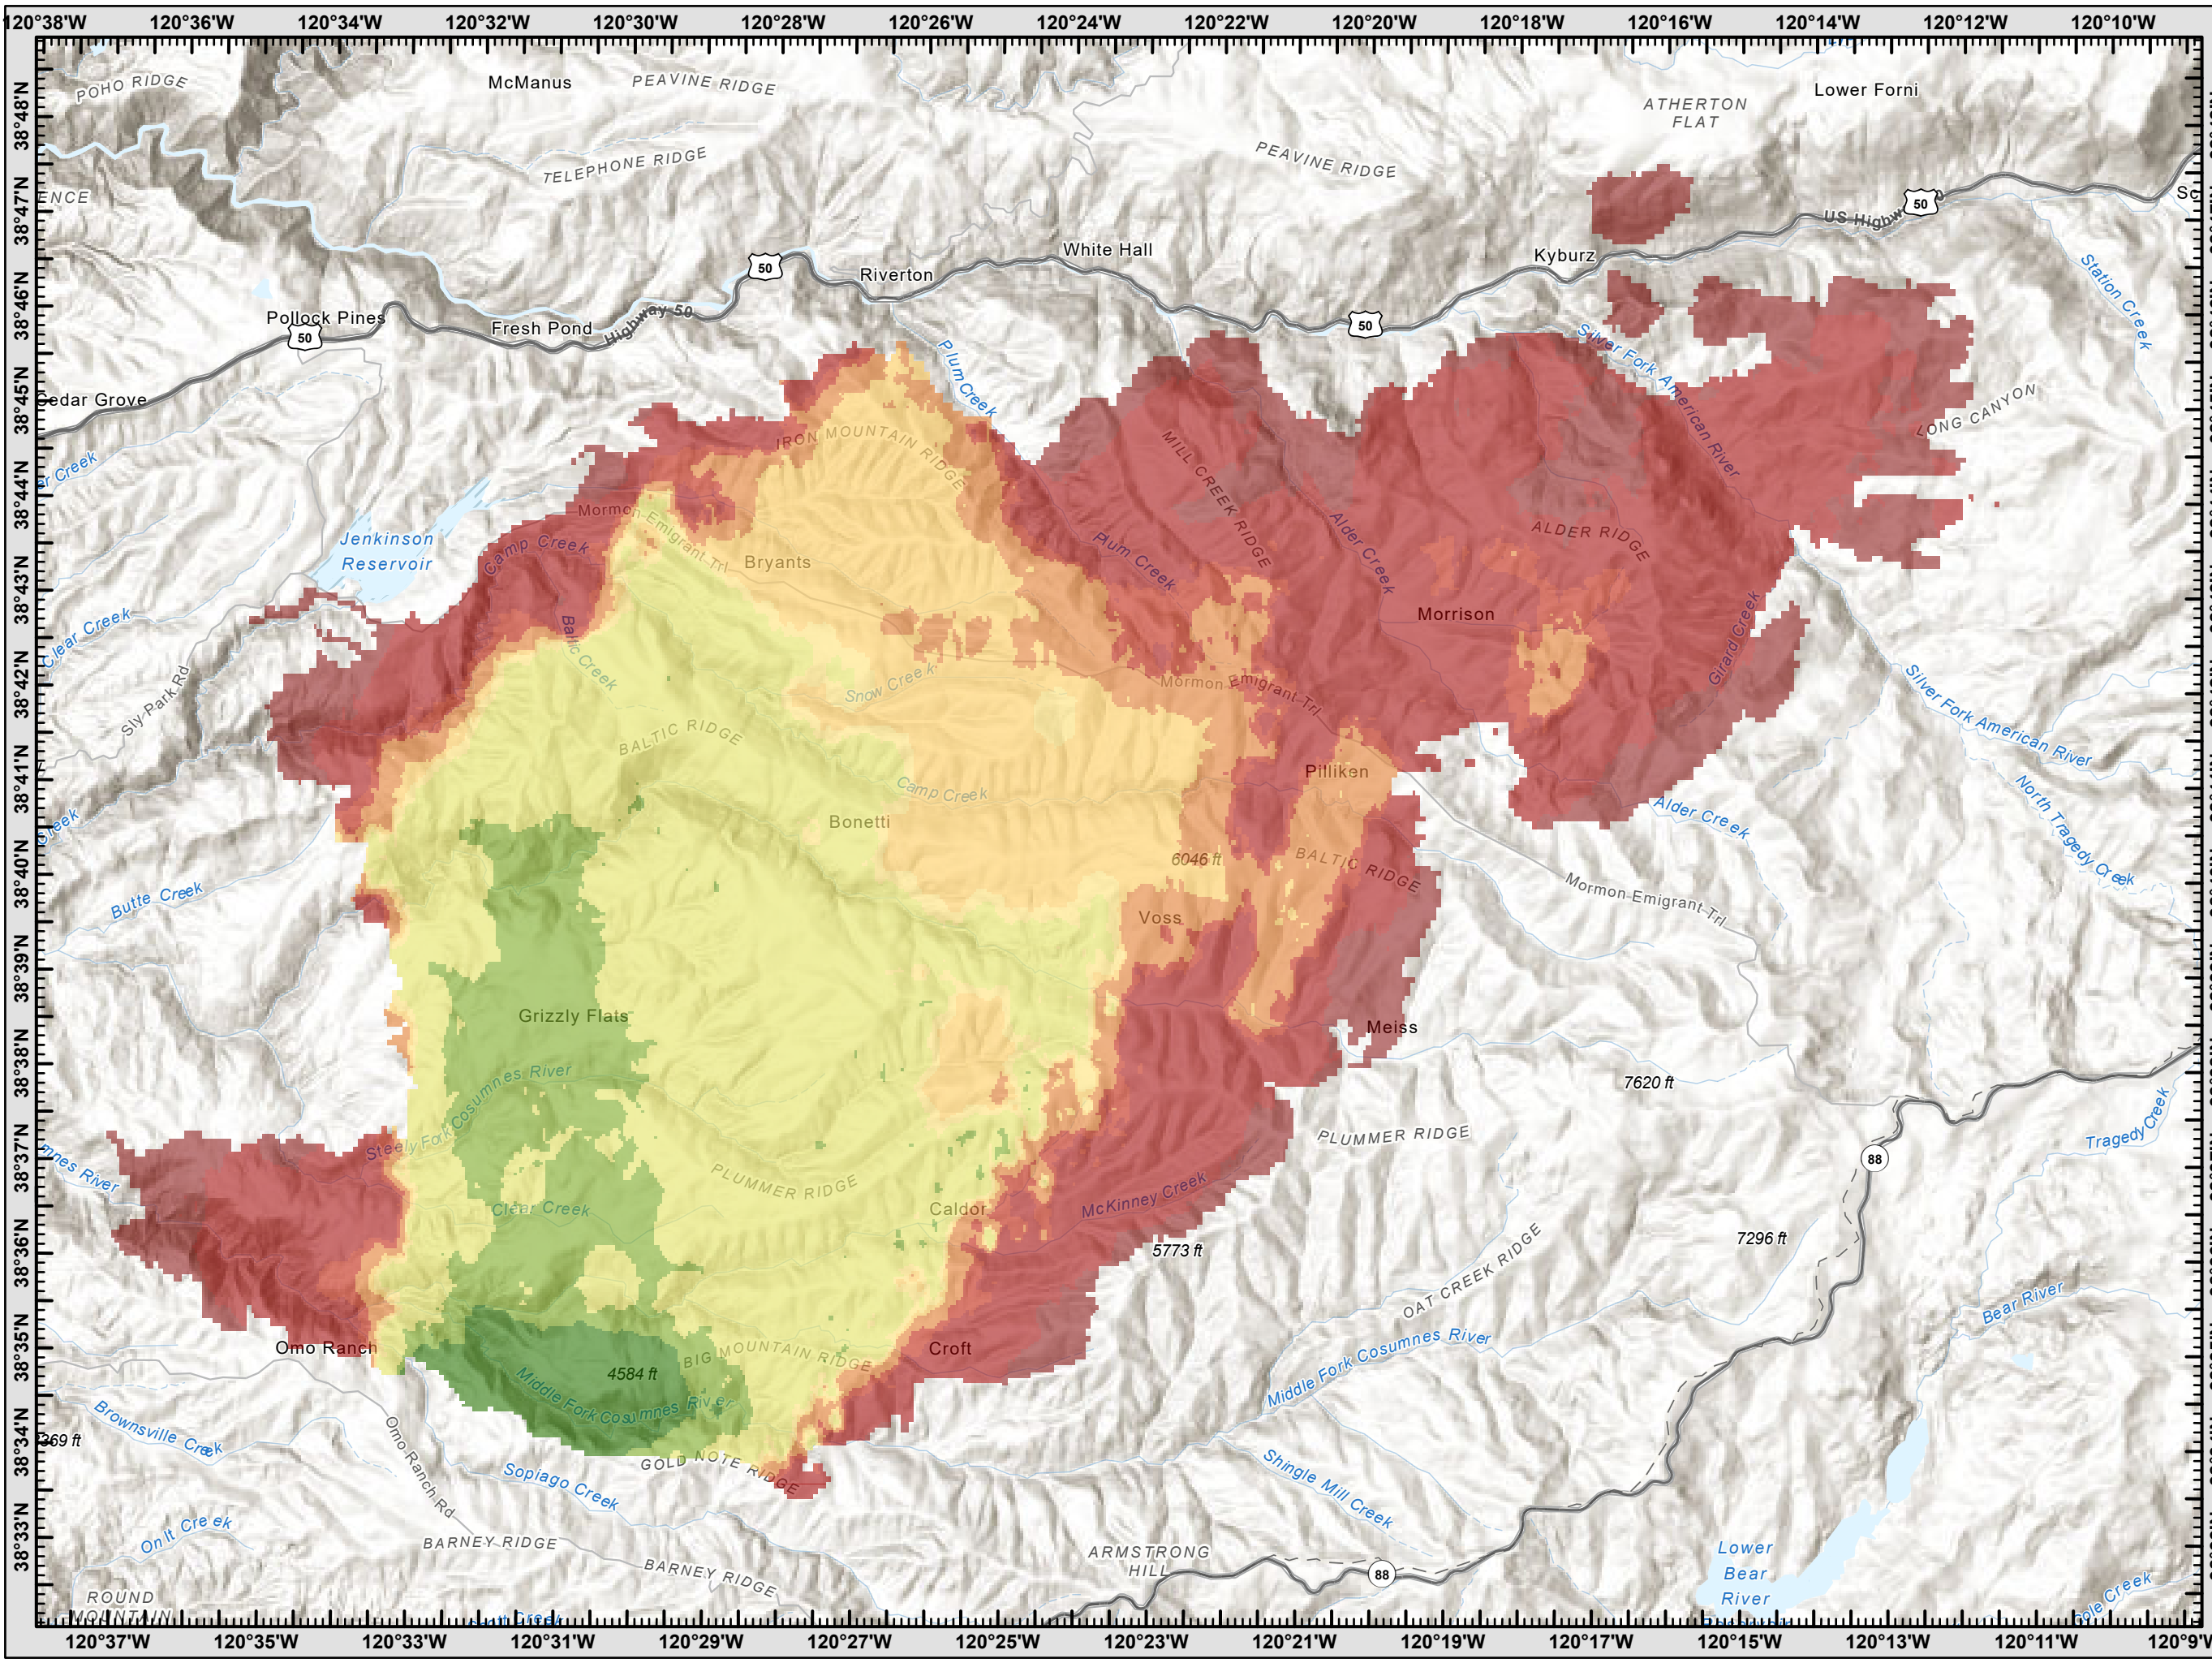 120°38'W 120°36'W 120°34'W 120°32'W 120°30'W 120°28'W 120°26'W 120°24'W 120°22'W 120°20'W 120°18'W 120°16'W 120°14'W 120°12'W 120°10'W
POHO RIDGE
McManus
PEAVINE RIDGE
Lower Forni
ATHERTON
FLAT
38°48'N
TELEPHONE RIDGE
PEAVINE RIDGE
ENCE
38°47'N
50
US Highw
Sc
White Hall
Kyburz
50
Riverton
Station Creek
38°46'N
Pollock Pines
50
Fresh Pond
Highway 50
50
Silver Fork American River
Plum Creek
38°45'N
edar Grove
LONG CANYON
IRON MOUNTAIN RIDGE
MILL CREEK RIDGE
er Creek
38°44'N
Mormon Emigrant Trl
Alder Creek
ALDER RIDGE
Jenkinson
Reservoir
Camp Creek
Plum Creek
Bryants
38°43'N
Clear Creek
Baltic Creek
Morrison
Girard Creek
38°42'N
Sly Park Rd
Snow Creek
Mormon Emigrant Trl
Silver Fork American River
BALTIC RIDGE
38°41'N
Camp Creek
Pilliken
North Tragedy Creek
Creek
Bonetti
Alder Creek
38°40'N
6046 ft
BALTIC RIDGE
Butte Creek
Mormon Emigrant Trl
Voss
38°39'N
Grizzly Flats
Meiss
38°38'N
Steely Fork Cosumnes River
7620 ft
Tragedy Creek
38°37'N
mnes River
PLUMMER RIDGE
PLUMMER RIDGE
88
Clear Creek
Caldor
McKinney Creek
38°36'N
5773 ft
7296 ft
OAT CREEK RIDGE
Bear River
38°35'N
Omo Ranch
Croft
BIG MOUNTAIN RIDGE
4584 ft
Middle Fork Cosumnes River
Middle Fork Cosumnes River
38°34'N
Brownsville Creek
369 ft
Omo Ranch Rd
GOLD NOTE RIDGE
Sopiago Creek
Shingle Mill Creek
38°33'N
On It Creek
BARNEY RIDGE
BARNEY RIDGE
ARMSTRONG
HILL
88
Lower
Bear
River
Reservoir
ole Creek
ROUND
MOUNTAIN
120°37'W 120°35'W 120°33'W 120°31'W 120°29'W 120°27'W 120°25'W 120°23'W 120°21'W 120°19'W 120°17'W 120°15'W 120°13'W 120°11'W 120°9'W